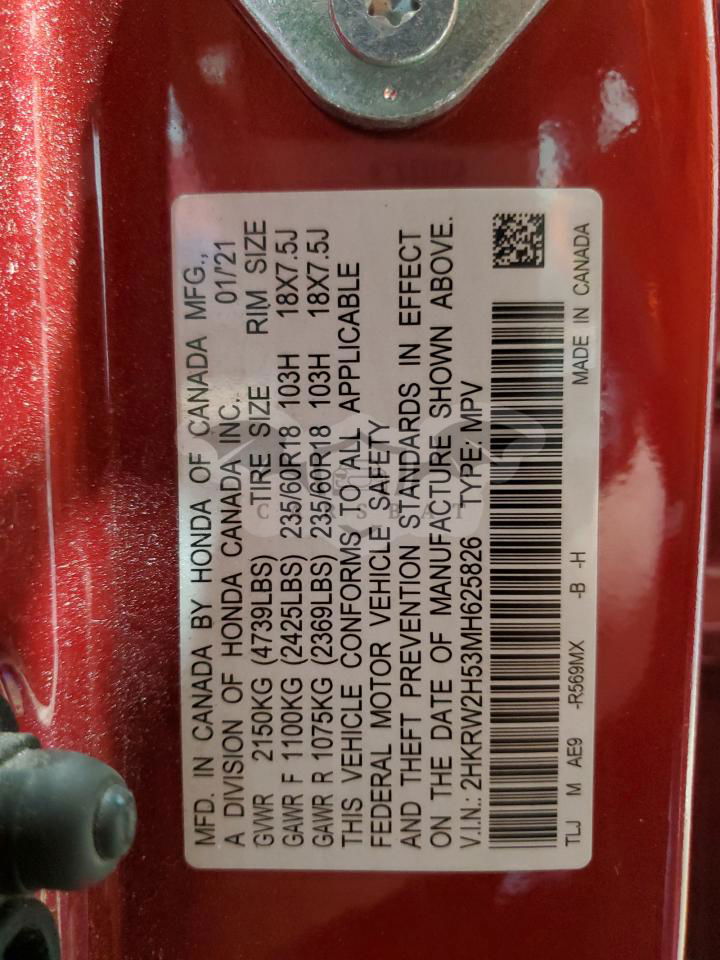 MFD. IN CANADA BY HONDA OF CANADA MFG.,
A DIVISION OF HONDA CANADA INC. 01/'21
GVWR 2150KG (4739LBS) TIRE SIZE RIM SIZE
GAWR F 1100KG (2425LBS) 235/60R18 103H 18X7.5J
GAWR R 1075KG (2369LBS) 235/60R18 103H 18X7.5J
THIS VEHICLE CONFORMS TO ALL APPLICABLE
FEDERAL MOTOR VEHICLE SAFETY
AND THEFT PREVENTION STANDARDS IN EFFECT
ON THE DATE OF MANUFACTURE SHOWN ABOVE.
V.I.N.: 2HKRW2H53MH625826 TYPE: MPV
TLJ M AE9 -R569MX -B -H MADE IN CANADA
CARSBAT